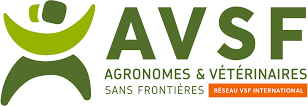 AVSF
AGRONOMES & VÉTÉRINAIRES
SANS FRONTIÈRES RÉSEAU VSF INTERNATIONAL